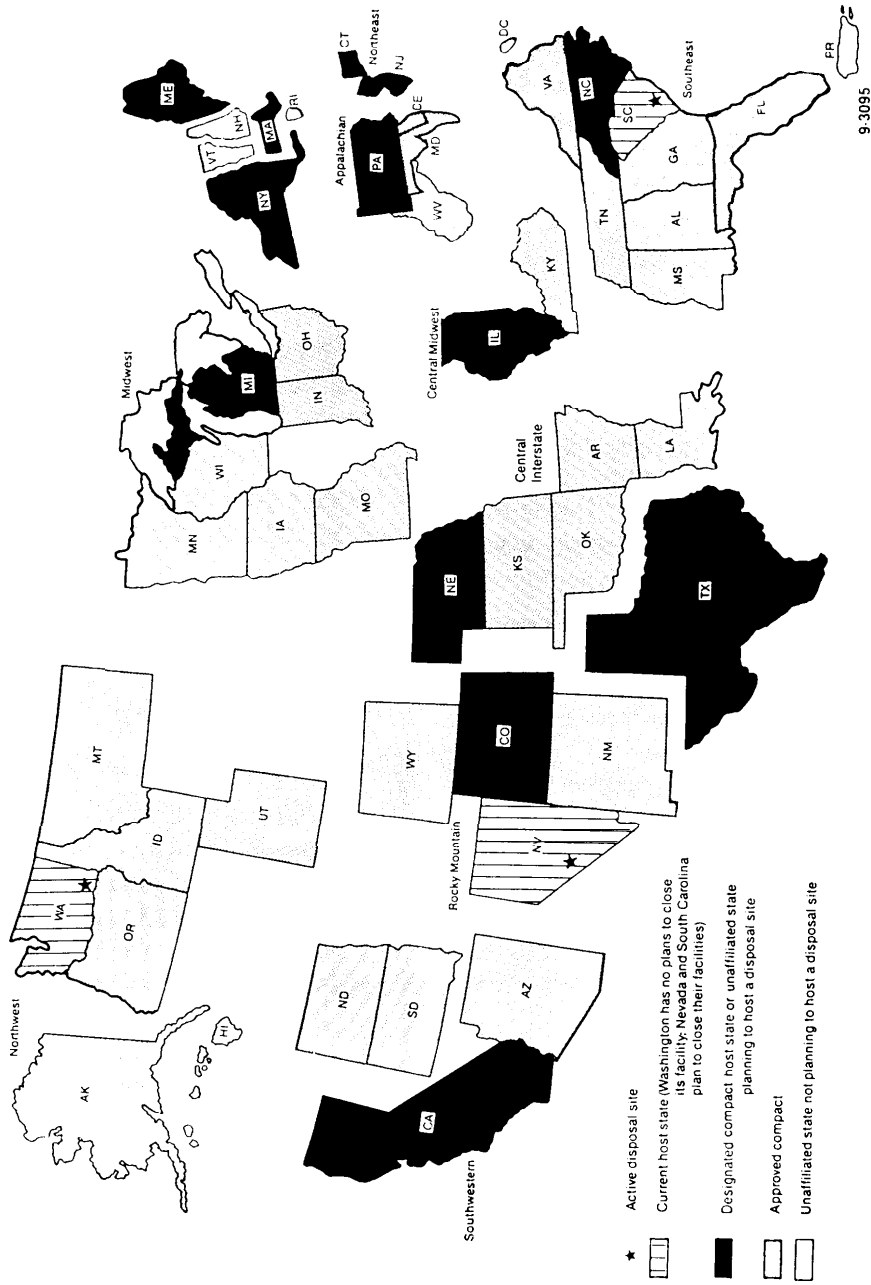 Northwest
AK
HI
WA
OR
ID
MT
UT
Southwestern
CA
ND
SD
AZ
Rocky Mountain
NV
WY
CO
NM
Midwest
MN
WI
IA
MO
MI
IN
OH
Central
Interstate
NE
KS
OK
AR
LA
TX
Central Midwest
IL
KY
NY
VT
NH
ME
MA
RI
Appalachian
PA
WV
MD
CE
CT
Northeast
NJ
DC
VA
NC
SC
TN
GA
AL
MS
FL
Southeast
PR
Active disposal site
Current host state (Washington has no plans to close
its facility; Nevada and South Carolina
plan to close their facilities)
Designated compact host state or unaffiliated state
planning to host a disposal site
Approved compact
Unaffiliated state not planning to host a disposal site
9-3095